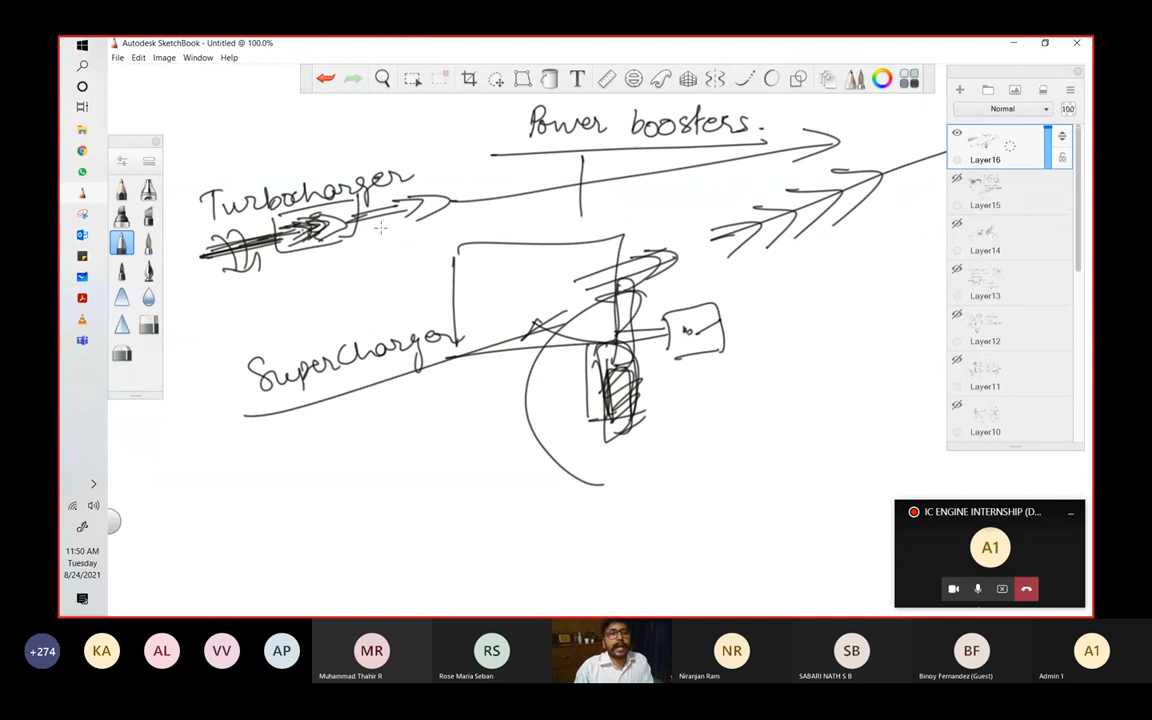 Autodesk SketchBook - Untitled @ 100.0%
File Edit Image Window Help
T
Normal
100
Power boosters.
Turbocharger
SuperCharger
Layer16
Layer15
Layer14
Layer13
Layer12
Layer11
Layer10
11:50 AM
Tuesday
8/24/2021
IC ENGINE INTERNSHIP (D...
A1
+274 KA AL VV AP MR RS NR SB BF A1
Muhammad Thahir R Rose Maria Seban Niranjan Ram SABARI NATH S B Binoy Fernandez (Guest) Admin 1